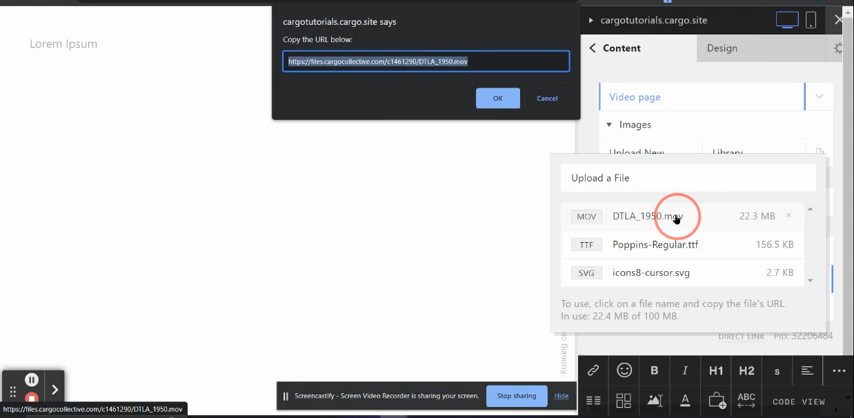 cargotutorials.cargo.site says
Copy the URL below:
https://files.cargocollective.com/c1461290/DTLA_1950.mov
OK
Cancel
Lorem Ipsum
cargotutorials.cargo.site
Content
Design
Video page
Images
Upload New
Library
Upload a File
MOV DTLA_1950.mov 22.3 MB ×
TTF Poppins-Regular.ttf 156.5 KB
SVG icons8-cursor.svg 2.7 KB
To use, click on a file name and copy the file's URL.
In use: 22.4 MB of 100 MB.
DIRECT LINK PID: 32206484
B I H1 H2 s
A ABC CODE VIEW
Screencastify - Screen Video Recorder is sharing your screen.
Stop sharing
Hide
https://files.cargocollective.com/c1461290/DTLA_1950.mov